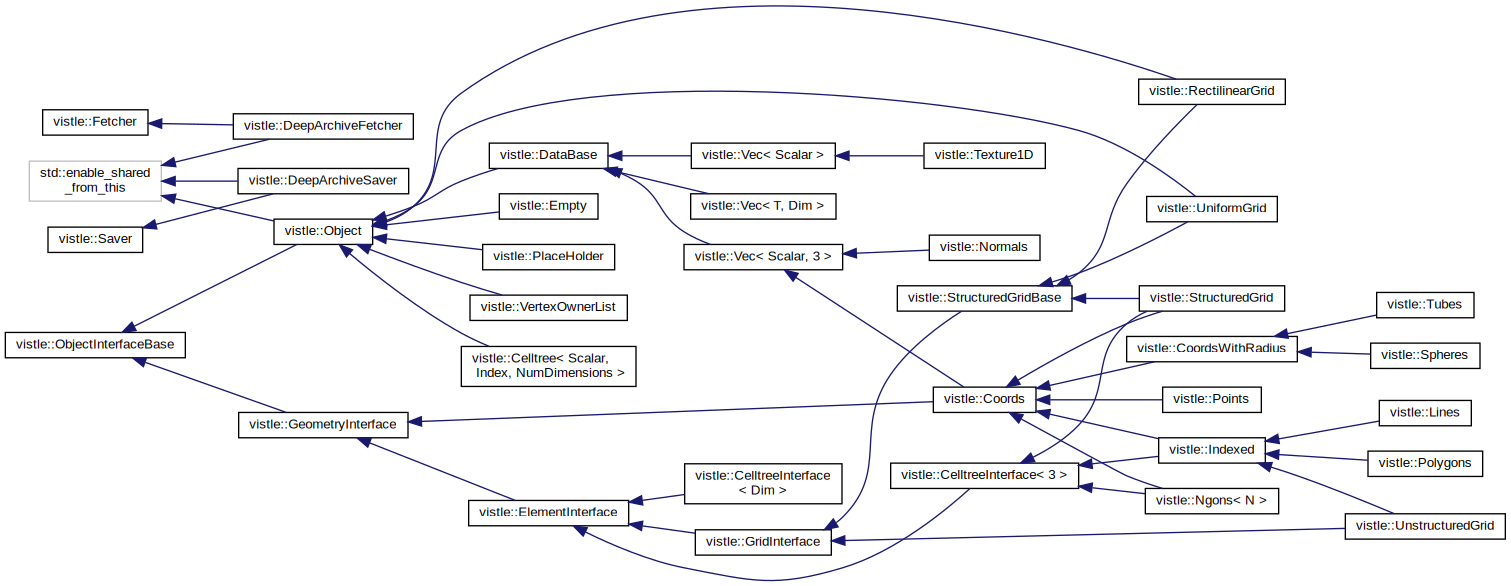 vistle::Fetcher
std::enable_shared
_from_this
vistle::Saver
vistle::ObjectInterfaceBase
vistle::DeepArchiveFetcher
vistle::DeepArchiveSaver
vistle::Object
vistle::GeometryInterface
vistle::DataBase
vistle::Empty
vistle::PlaceHolder
vistle::VertexOwnerList
vistle::Celltree< Scalar,
Index, NumDimensions >
vistle::ElementInterface
vistle::Vec< Scalar >
vistle::Vec< T, Dim >
vistle::Vec< Scalar, 3 >
vistle::CelltreeInterface
< Dim >
vistle::GridInterface
vistle::Texture1D
vistle::Normals
vistle::StructuredGridBase
vistle::Coords
vistle::CelltreeInterface< 3 >
vistle::RectilinearGrid
vistle::UniformGrid
vistle::StructuredGrid
vistle::CoordsWithRadius
vistle::Points
vistle::Indexed
vistle::Ngons< N >
vistle::Tubes
vistle::Spheres
vistle::Lines
vistle::Polygons
vistle::UnstructuredGrid